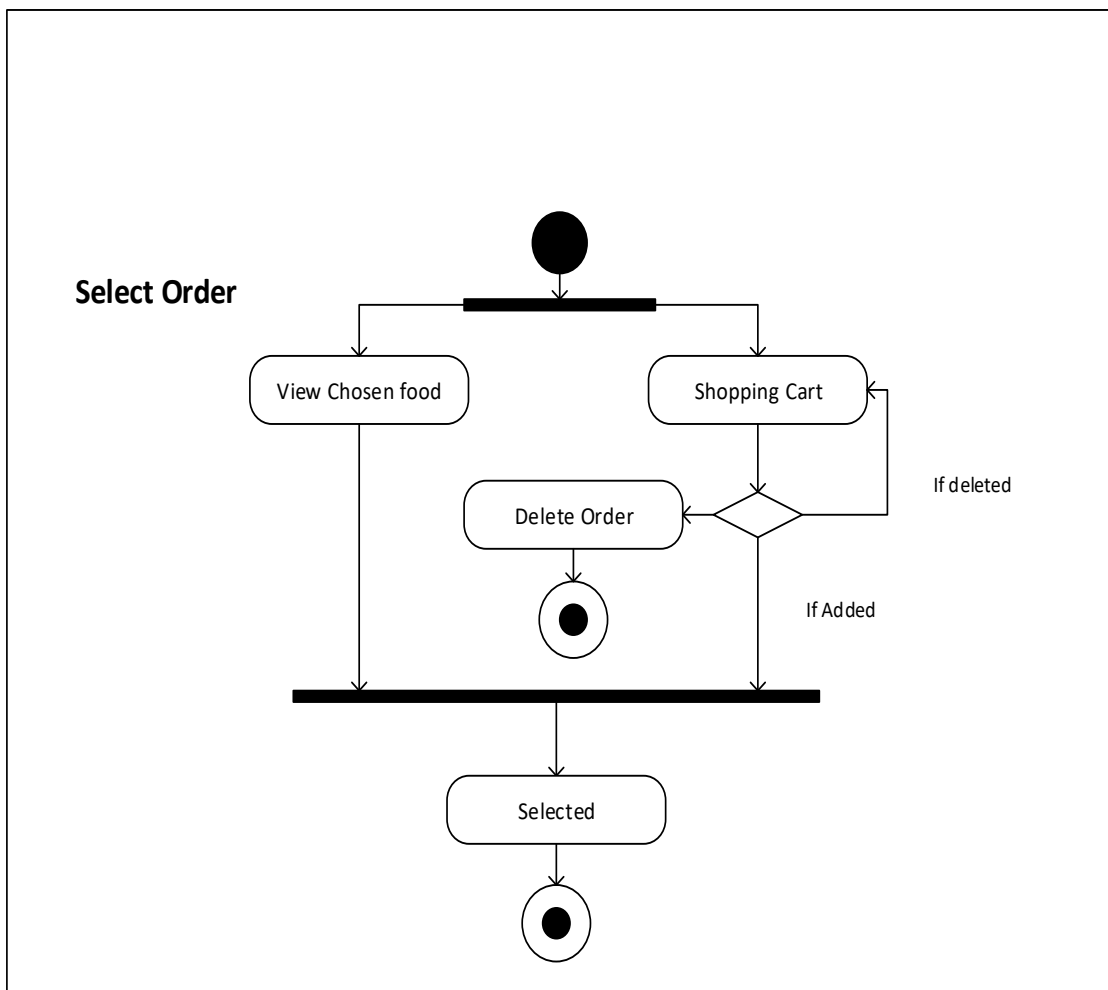 Select Order
View Chosen food
Shopping Cart
If deleted
Delete Order
If Added
Selected